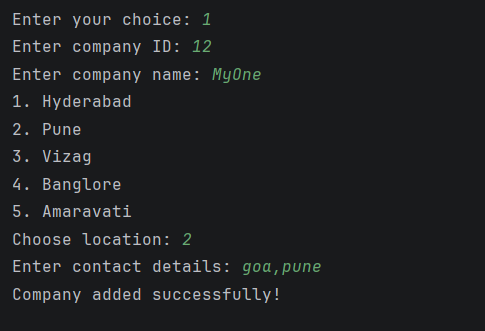 Enter your choice: 1
Enter company ID: 12
Enter company name: MyOne
1. Hyderabad
2. Pune
3. Vizag
4. Banglore
5. Amaravati
Choose location: 2
Enter contact details: goa,pune
Company added successfully!